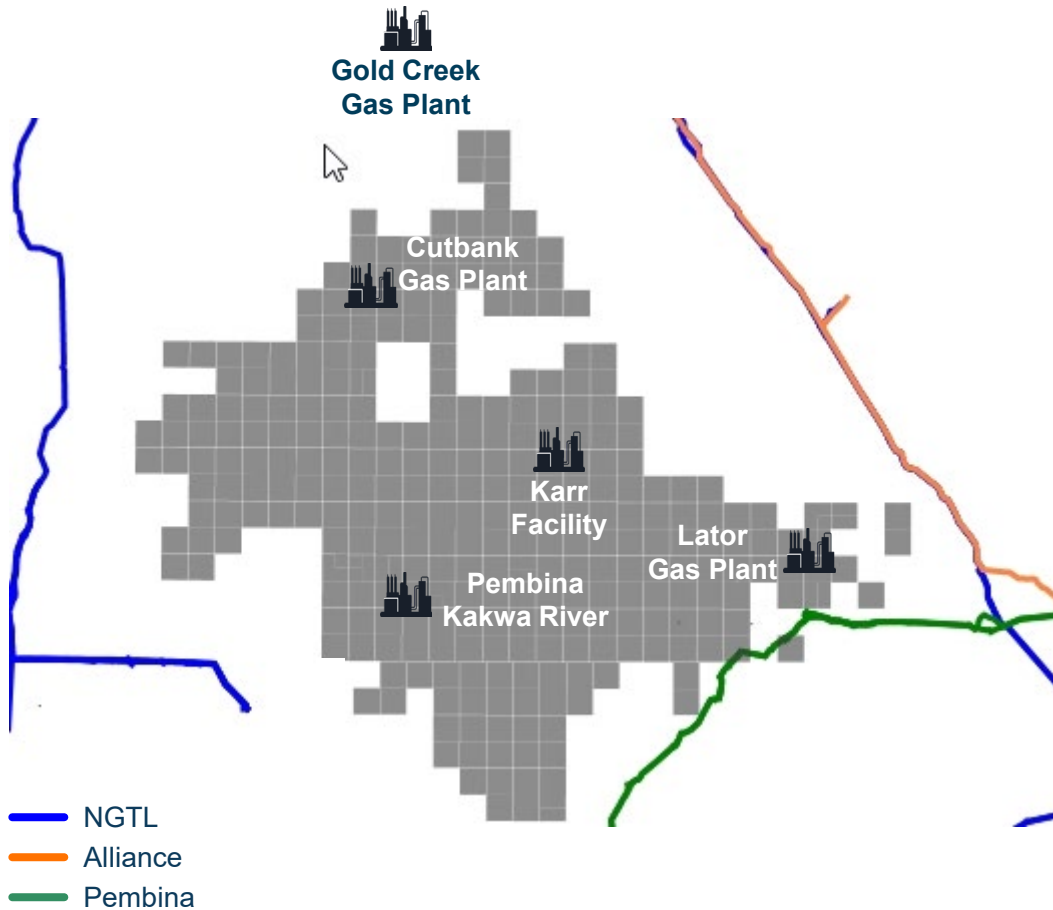 Gold Creek
Gas Plant
Cutbank
Gas Plant
Karr
Facility
Lator
Gas Plant
Pembina
Kakwa River
NGTL
Alliance
Pembina